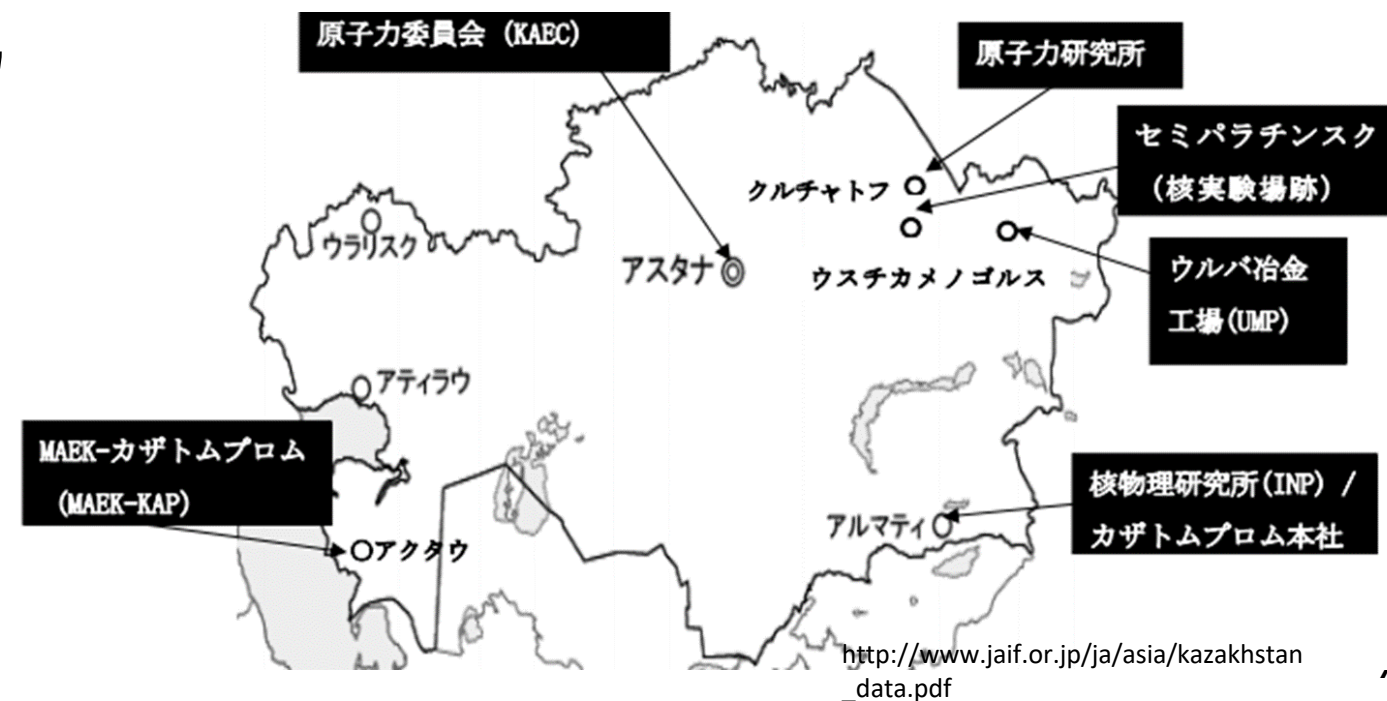 原子力委員会 (KAEC)
原子力研究所
セミパラチンスク
(核実験場跡)
クルチャトフ
ウラリスク
アスタナ
ウスチカメノゴルス
ウルバ冶金
工場(UMP)
アティラウ
MAEK-カザトムプロム
(MAEK-KAP)
核物理研究所(INP) /
カザトムプロム本社
アルマティ
アクタウ
http://www.jaif.or.jp/ja/asia/kazakhstan
_data.pdf